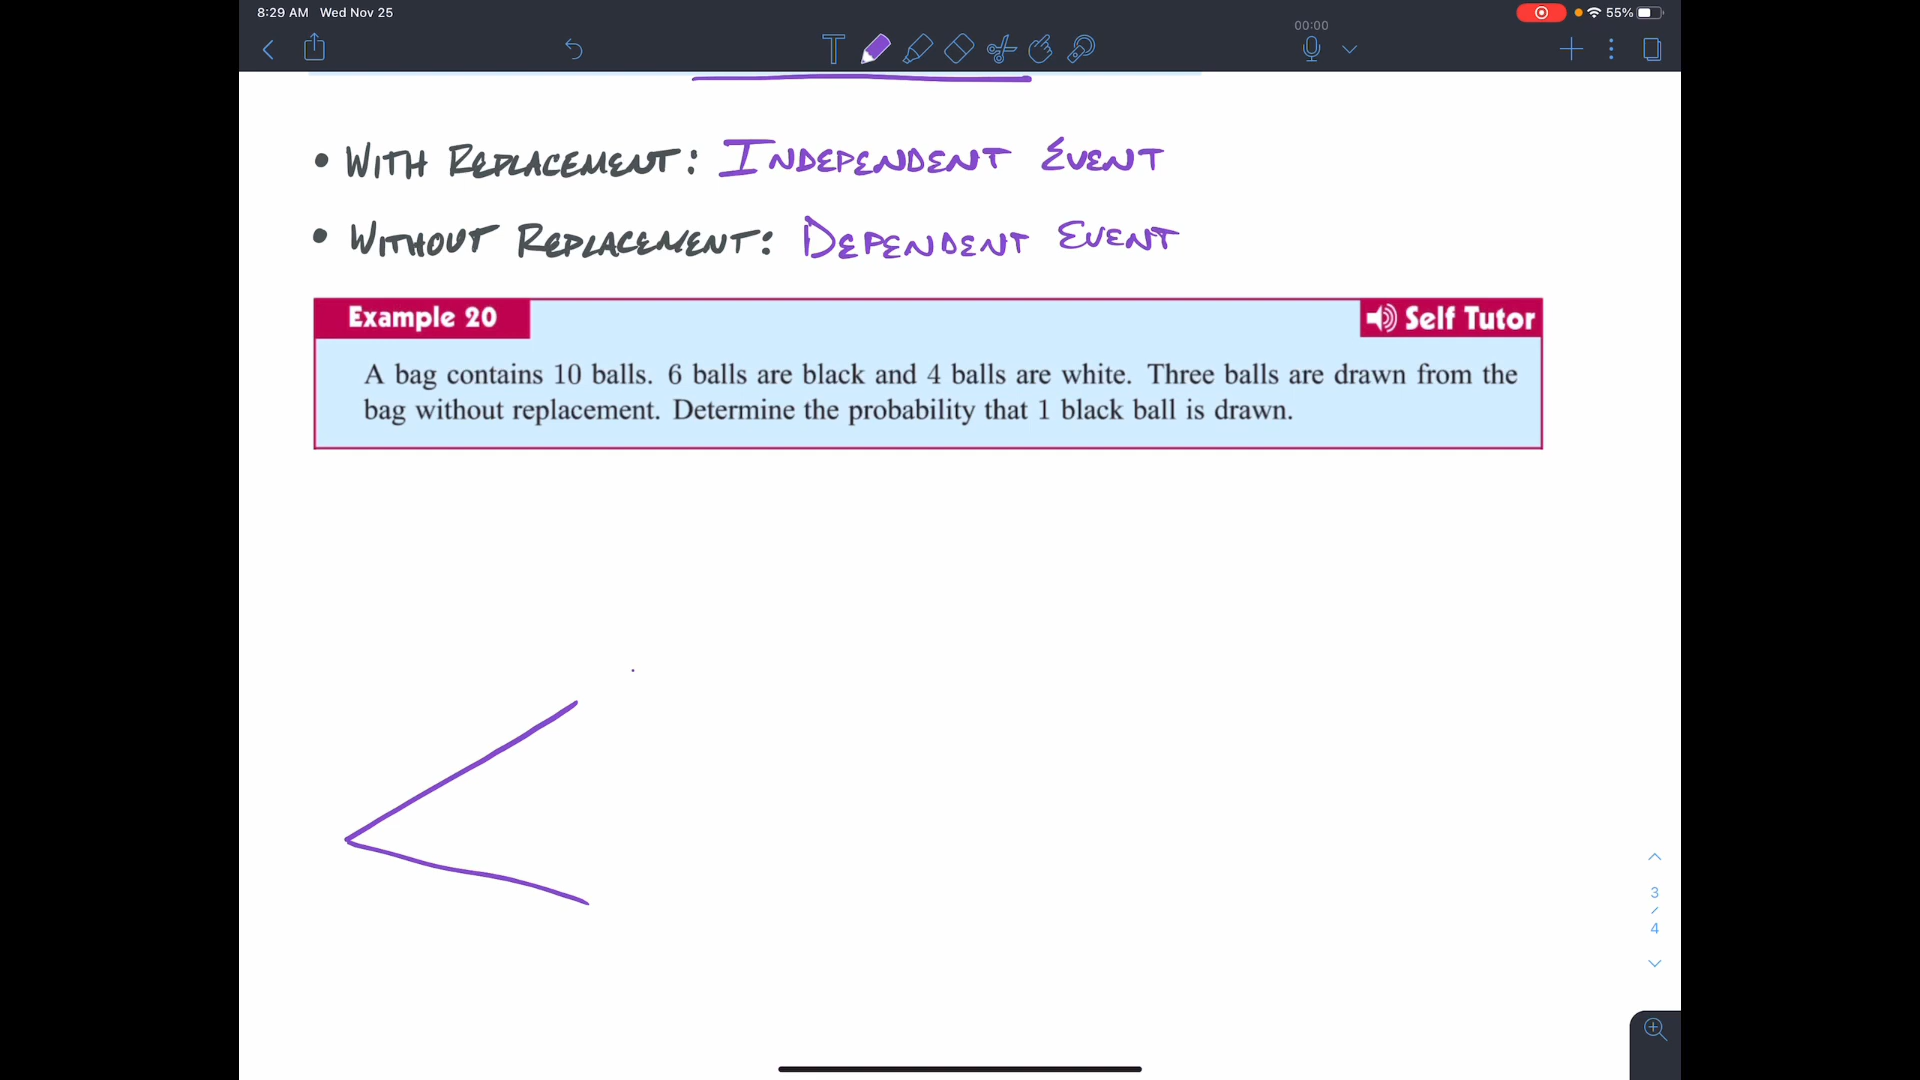 8:29 AM Wed Nov 25
55%
00:00
• WITH REPLACEMENT: INDEPENDENT EVENT
• WITHOUT REPLACEMENT: DEPENDENT EVENT
Example 20
Self Tutor
A bag contains 10 balls. 6 balls are black and 4 balls are white. Three balls are drawn from the
bag without replacement. Determine the probability that 1 black ball is drawn.
3
/
4